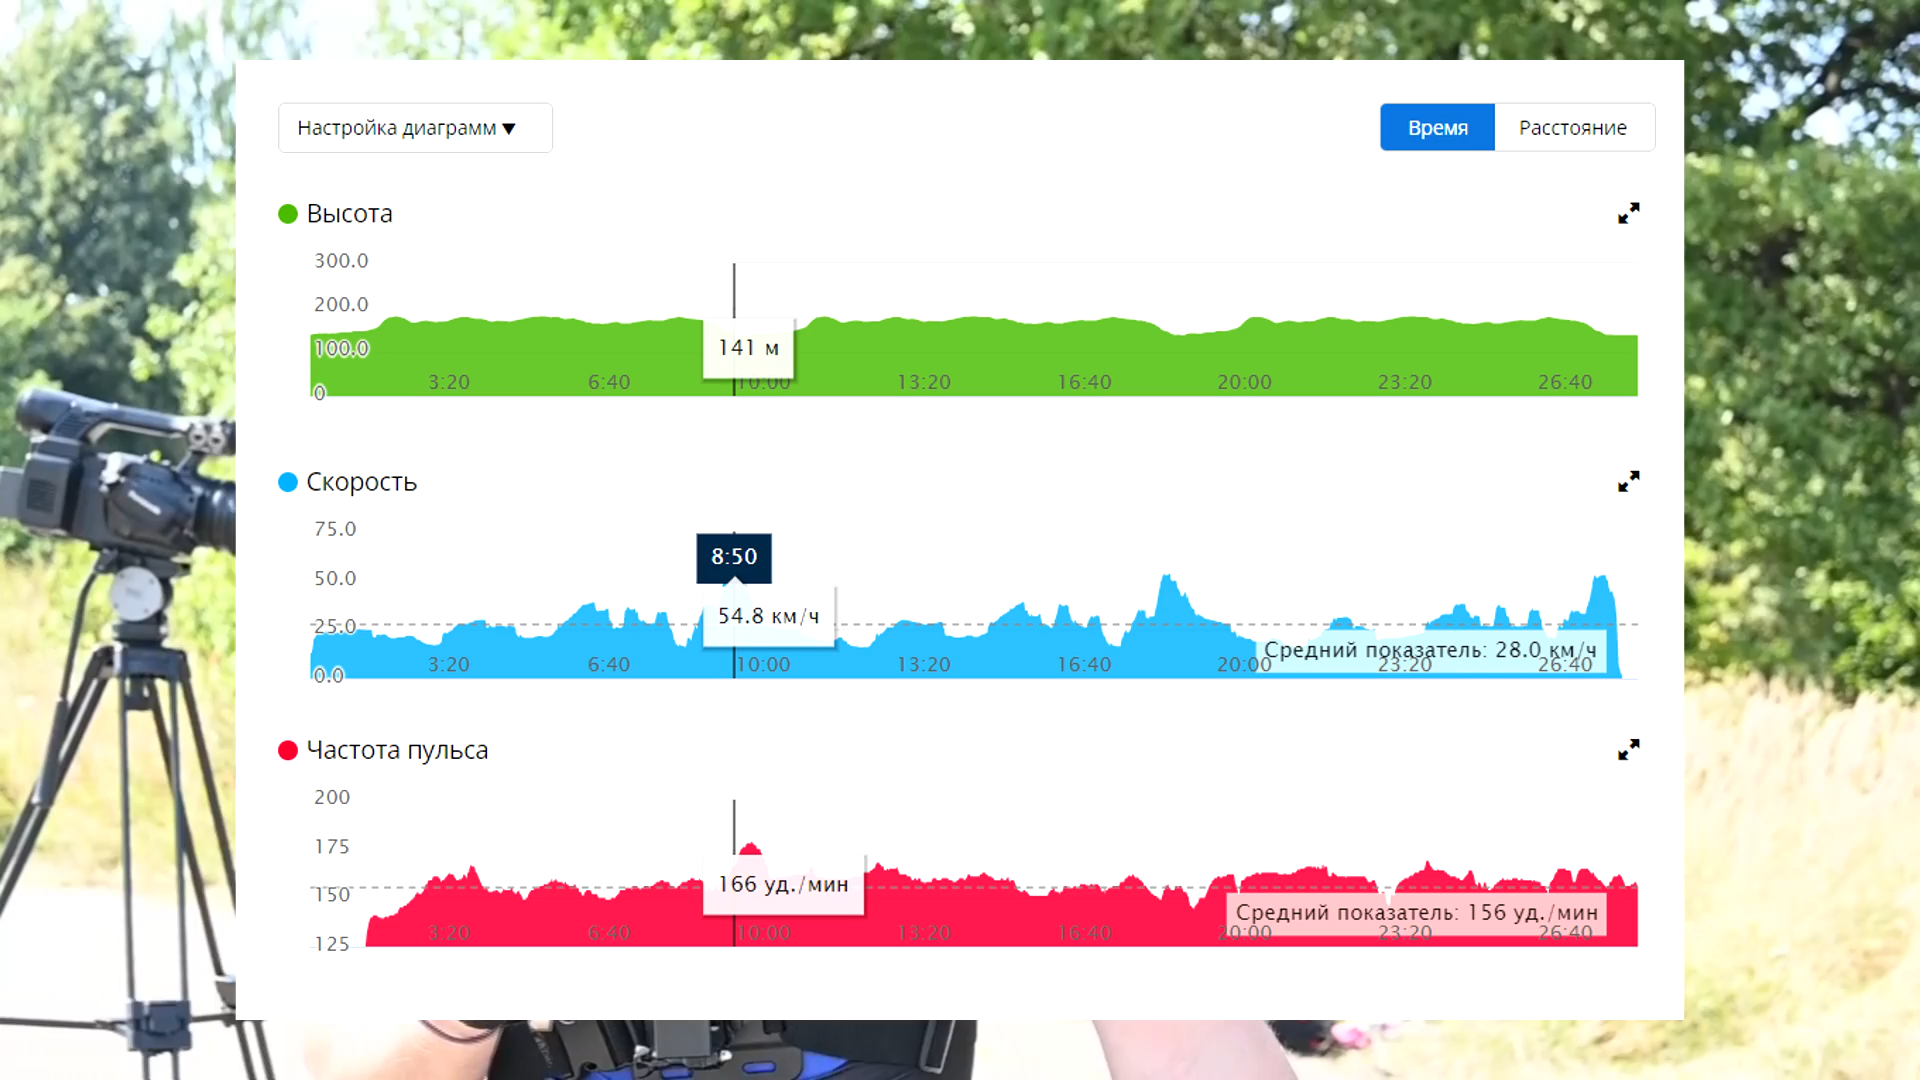 Настройка диаграмм ▼
Время Расстояние
Высота
300.0
200.0
141 м
100.0
3:20 6:40 10:00 13:20 16:40 20:00 23:20 26:40
0
Скорость
75.0
8:50
50.0
54.8 км/ч
25.0
Средний показатель: 28.0 км/ч
3:20 6:40 10:00 13:20 16:40 20:00 23:20 26:40
0.0
Частота пульса
200
175
166 уд./мин
150
Средний показатель: 156 уд./мин
3:20 6:40 10:00 13:20 16:40 20:00 23:20 26:40
125